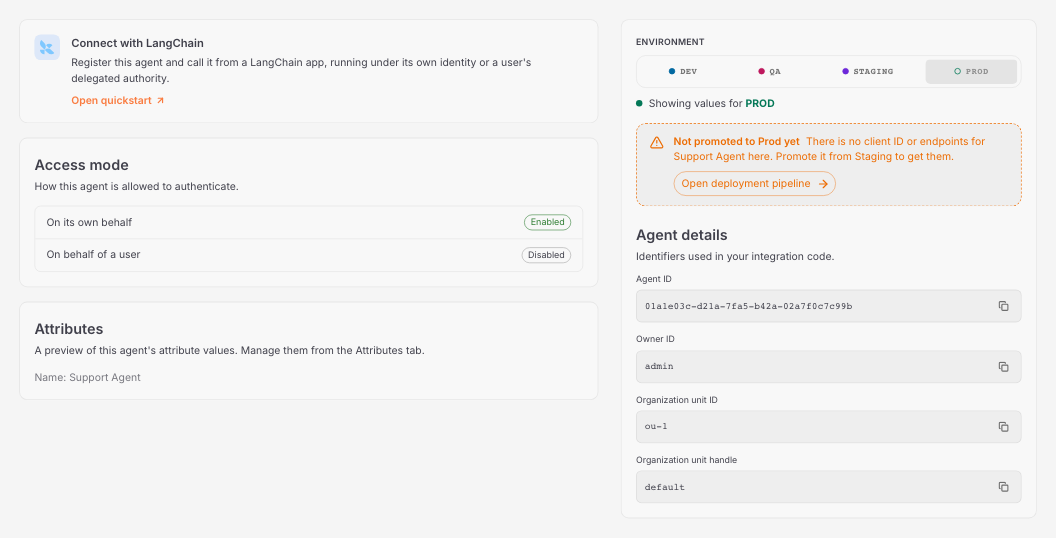 Connect with LangChain
Register this agent and call it from a LangChain app, running under its own identity or a user's
delegated authority.
Open quickstart
Access mode
How this agent is allowed to authenticate.
On its own behalf
Enabled
On behalf of a user
Disabled
Attributes
A preview of this agent's attribute values. Manage them from the Attributes tab.
Name: Support Agent
ENVIRONMENT
DEV
QA
STAGING
PROD
Showing values for PROD
Not promoted to Prod yet There is no client ID or endpoints for
Support Agent here. Promote it from Staging to get them.
Open deployment pipeline
Agent details
Identifiers used in your integration code.
Agent ID
01a1e03c-d21a-7fa5-b42a-02a7f0c7c99b
Owner ID
admin
Organization unit ID
ou-1
Organization unit handle
default